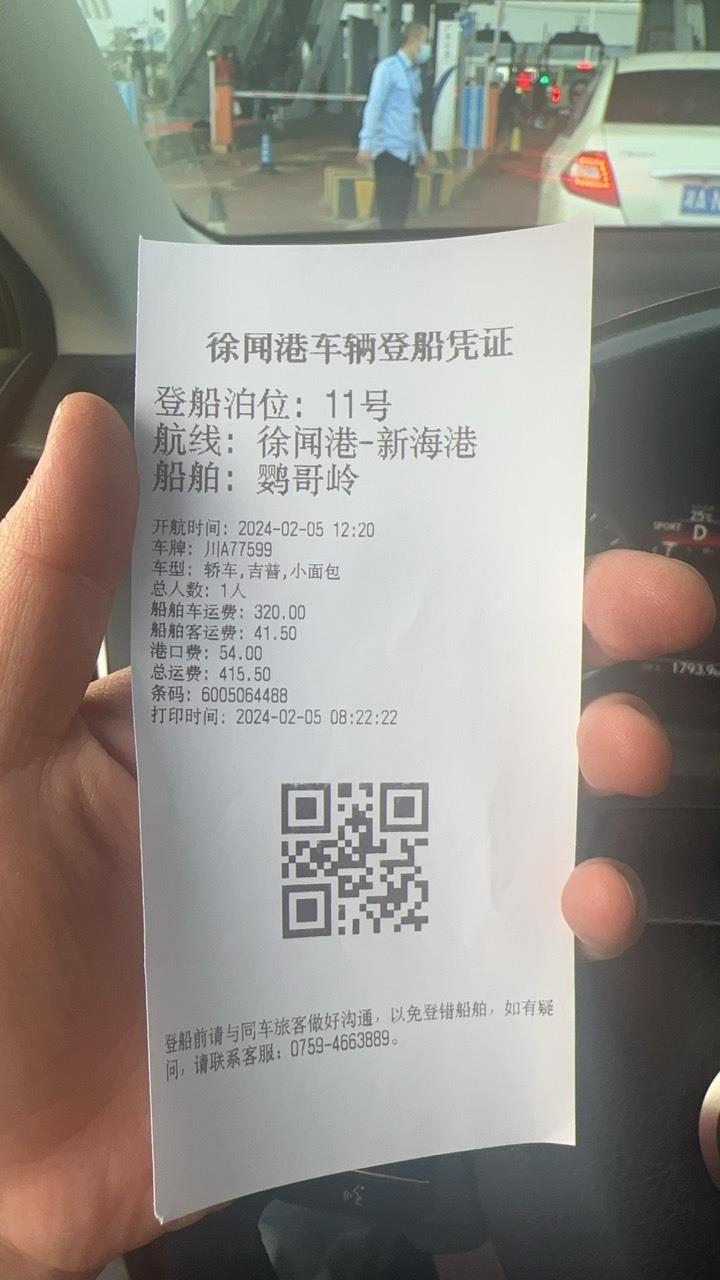 徐闻港车辆登船凭证
登船泊位: 11号
航线: 徐闻港-新海港
船舶: 鹦哥岭
开航时间: 2024-02-05 12:20
车牌: 川A77599
车型: 轿车,吉普,小面包
总人数: 1人
船舶车运费: 320.00
船舶客运费: 41.50
港口费: 54.00
总运费: 415.50
条码: 6005064488
打印时间: 2024-02-05 08:22:22
登船前请与同车旅客做好沟通，以免登错船舶，如有疑
问，请联系客服: 0759-4663889。
25℃
SPORT D